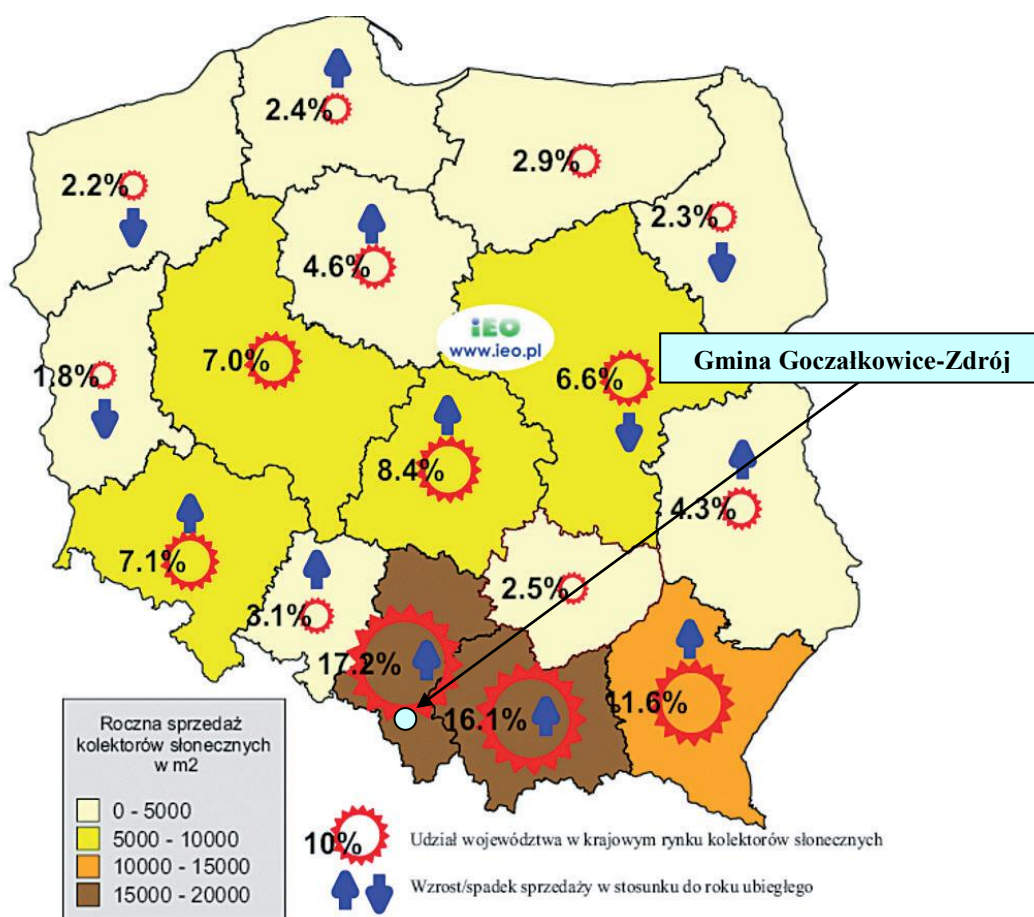 2.4%
2.9%
2.2%
2.3%
4.6%
iEO
www.ieo.pl
7.0%
6.6%
Gmina Goczałkowice-Zdrój
1.8%
8.4%
4.3%
7.1%
3.1%
2.5%
17.2%
16.1%
11.6%
Roczna sprzedaż
kolektorów słonecznych
w m2
0 - 5000
5000 - 10000
10000 - 15000
15000 - 20000
10%
Udział województwa w krajowym rynku kolektorów słonecznych
Wzrost/spadek sprzedaży w stosunku do roku ubiegłego